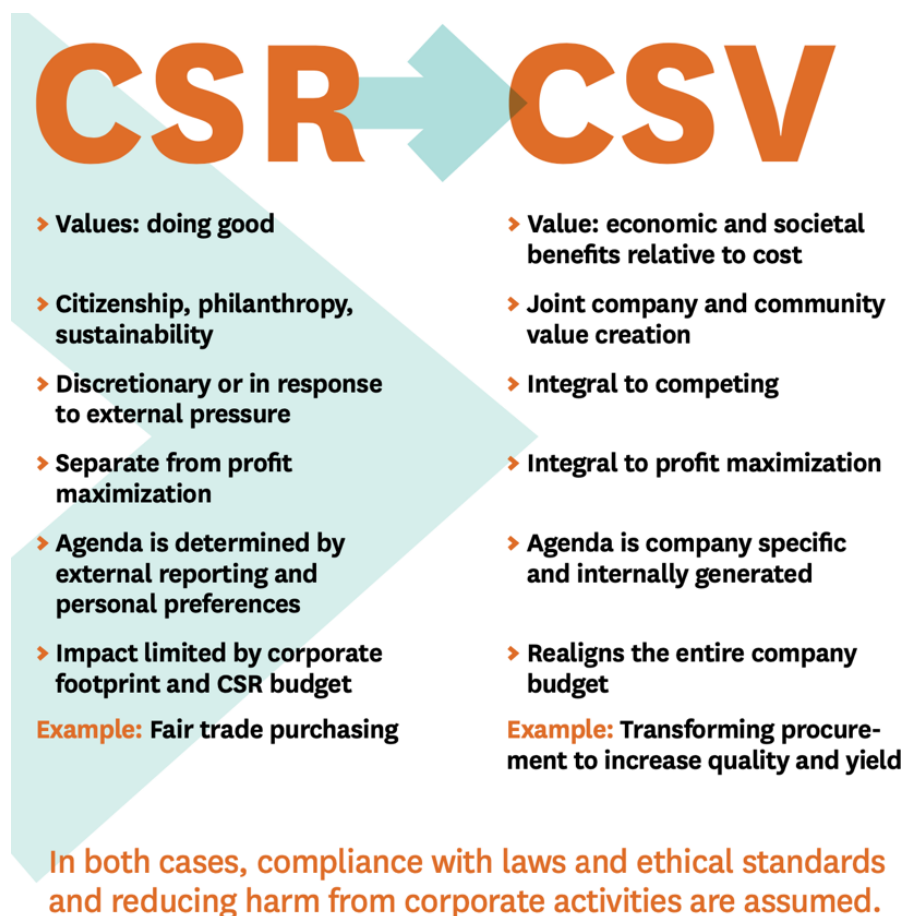 CSR CSV
> Values: doing good
> Value: economic and societal
benefits relative to cost
> Citizenship, philanthropy,
sustainability
> Joint company and community
value creation
> Discretionary or in response
to external pressure
> Integral to competing
> Separate from profit
maximization
> Integral to profit maximization
> Agenda is determined by
external reporting and
personal preferences
> Agenda is company specific
and internally generated
> Impact limited by corporate
footprint and CSR budget
> Realigns the entire company
budget
Example: Fair trade purchasing
Example: Transforming procure-
ment to increase quality and yield
In both cases, compliance with laws and ethical standards
and reducing harm from corporate activities are assumed.